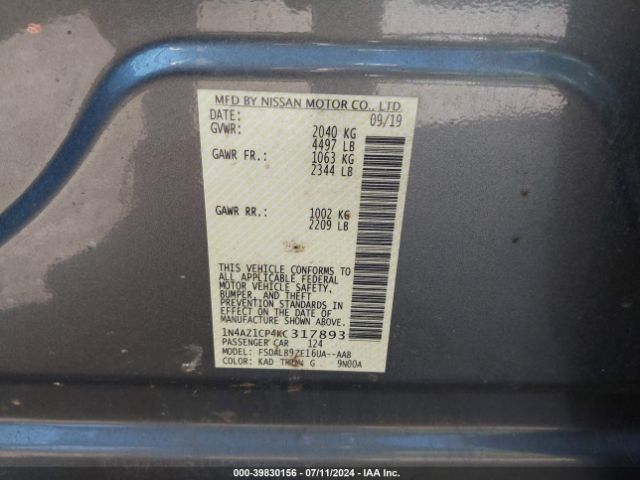 MFD BY NISSAN MOTOR CO., LTD
DATE: 09/19
GVWR: 2040 KG
4497 LB
GAWR FR.: 1063 KG
2344 LB
GAWR RR.: 1002 KG
2209 LB
THIS VEHICLE CONFORMS TO
ALL APPLICABLE FEDERAL
MOTOR VEHICLE SAFETY,
BUMPER, AND THEFT
PREVENTION STANDARDS IN
EFFECT ON THE DATE OF
MANUFACTURE SHOWN ABOVE.
1N4AZ1CP4KC317893
PASSENGER CAR 124
MODEL: FSDALB9ZE16UA--AAB
COLOR: KAD G 9N00A
000-39830156 - 07/11/2024 - IAA Inc.